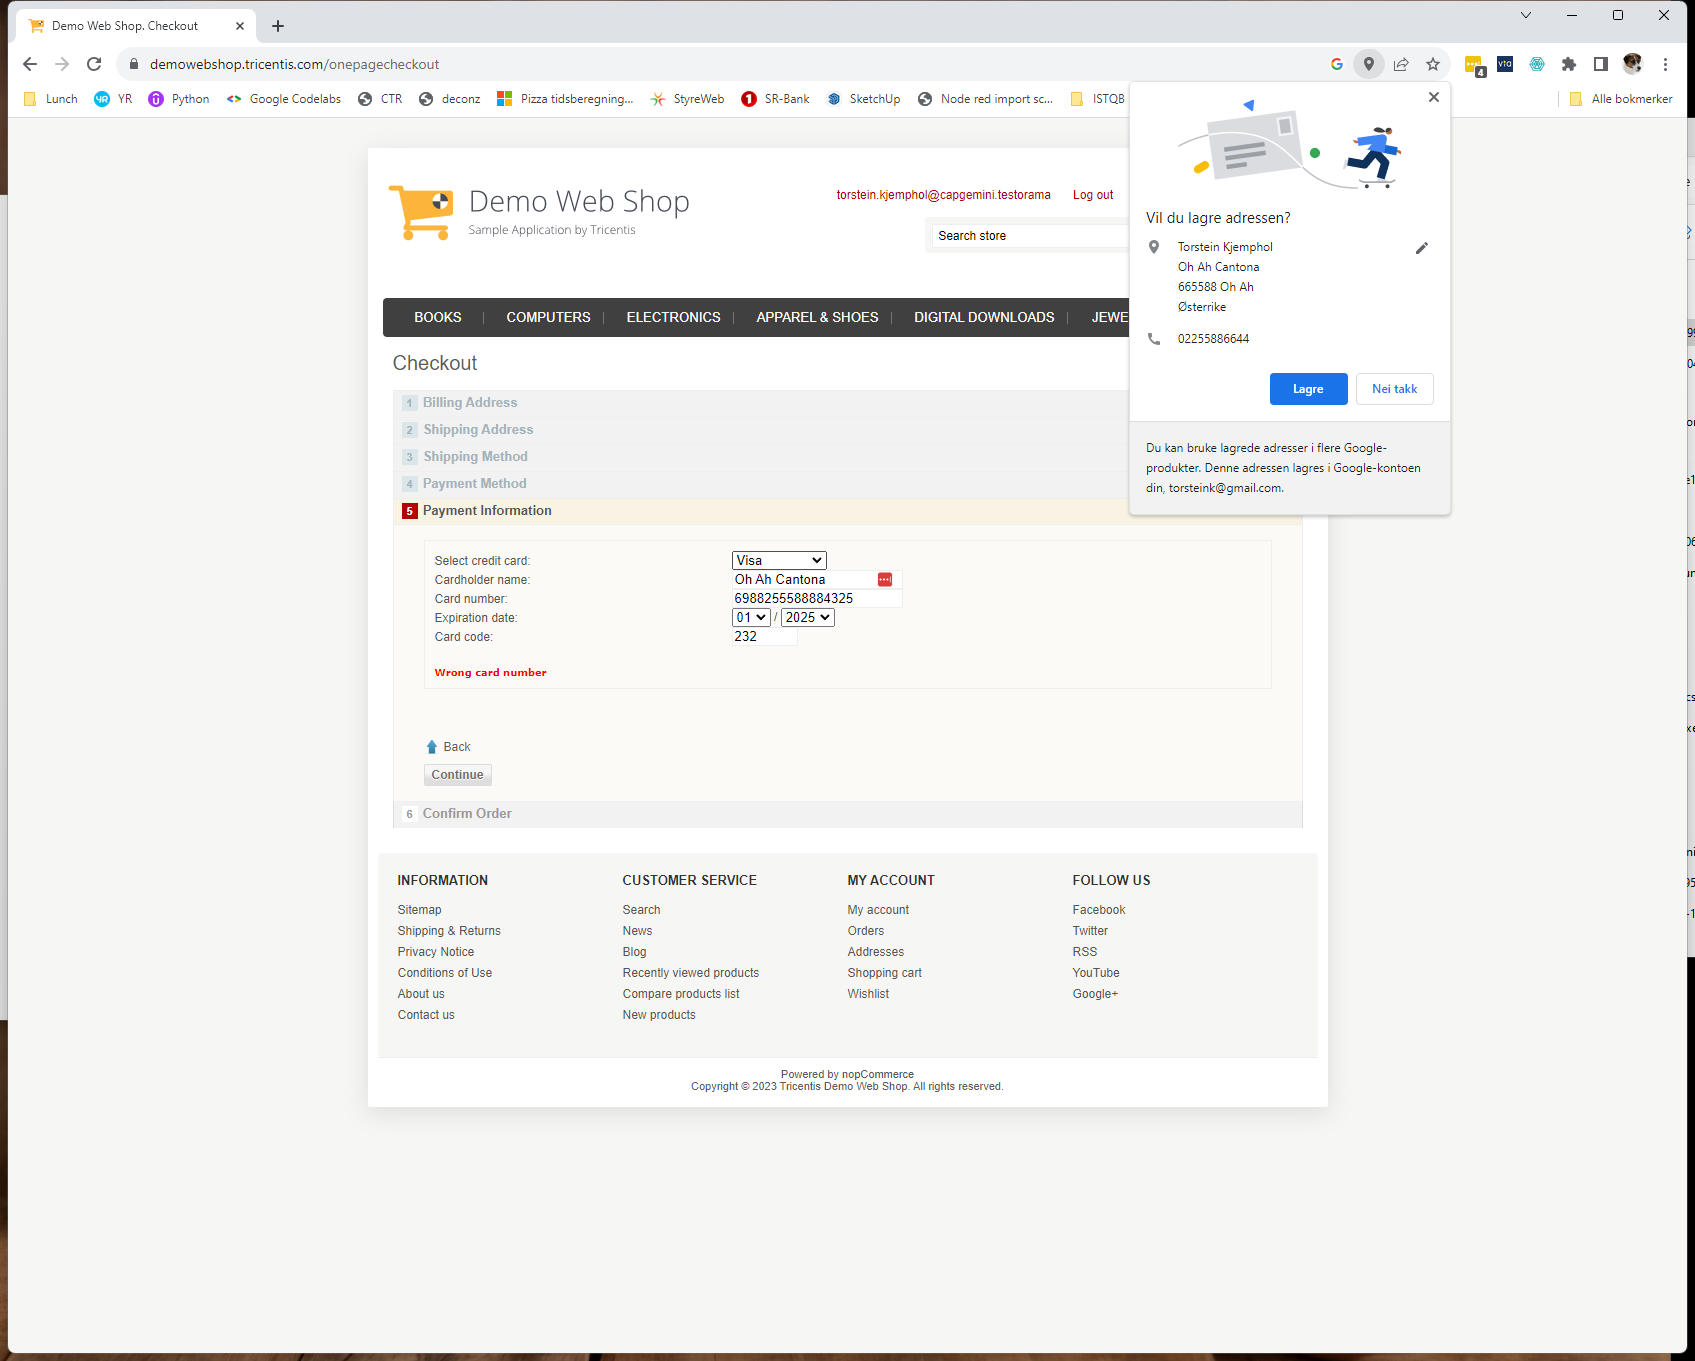 Demo Web Shop. Checkout
demowebshop.tricentis.com/onepagecheckout
4
vta
Lunch
YR
Python
Google Codelabs
CTR
deconz
Pizza tidsberegning...
StyreWeb
SR-Bank
SketchUp
Node red import sc...
ISTQB
Alle bokmerker
Demo Web Shop
Sample Application by Tricentis
torstein.kjemphol@capgemini.testorama
Log out
Search store
BOOKS
COMPUTERS
ELECTRONICS
APPAREL & SHOES
DIGITAL DOWNLOADS
JEWE
Vil du lagre adressen?
Torstein Kjemphol
Oh Ah Cantona
665588 Oh Ah
Østerrike
02255886644
Lagre
Nei takk
Du kan bruke lagrede adresser i flere Google-
produkter. Denne adressen lagres i Google-kontoen
din, torsteink@gmail.com.
Checkout
1 Billing Address
2 Shipping Address
3 Shipping Method
4 Payment Method
5 Payment Information
Select credit card: Visa
Cardholder name: Oh Ah Cantona
Card number: 6988255588884325
Expiration date: 01 / 2025
Card code: 232
Wrong card number
Back
Continue
6 Confirm Order
INFORMATION
Sitemap
Shipping & Returns
Privacy Notice
Conditions of Use
About us
Contact us
CUSTOMER SERVICE
Search
News
Blog
Recently viewed products
Compare products list
New products
MY ACCOUNT
My account
Orders
Addresses
Shopping cart
Wishlist
FOLLOW US
Facebook
Twitter
RSS
YouTube
Google+
Powered by nopCommerce
Copyright © 2023 Tricentis Demo Web Shop. All rights reserved.